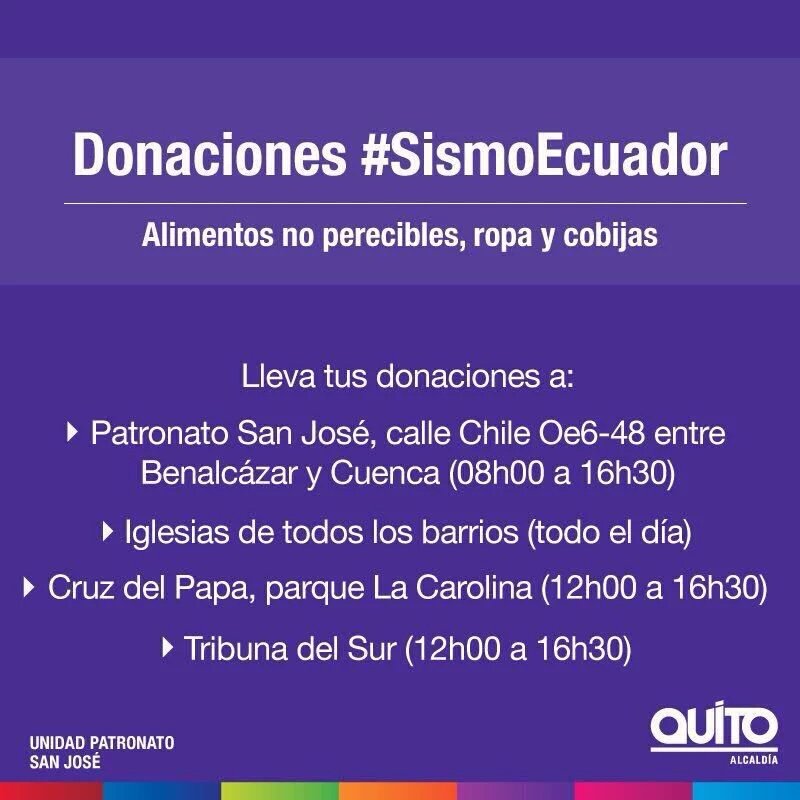 Donaciones #SismoEcuador
Alimentos no perecibles, ropa y cobijas
Lleva tus donaciones a:
Patronato San José, calle Chile Oe6-48 entre
Benalcázar y Cuenca (08h00 a 16h30)
Iglesias de todos los barrios (todo el día)
Cruz del Papa, parque La Carolina (12h00 a 16h30)
Tribuna del Sur (12h00 a 16h30)
UNIDAD PATRONATO
SAN JOSÉ
QUITO
ALCALDÍA